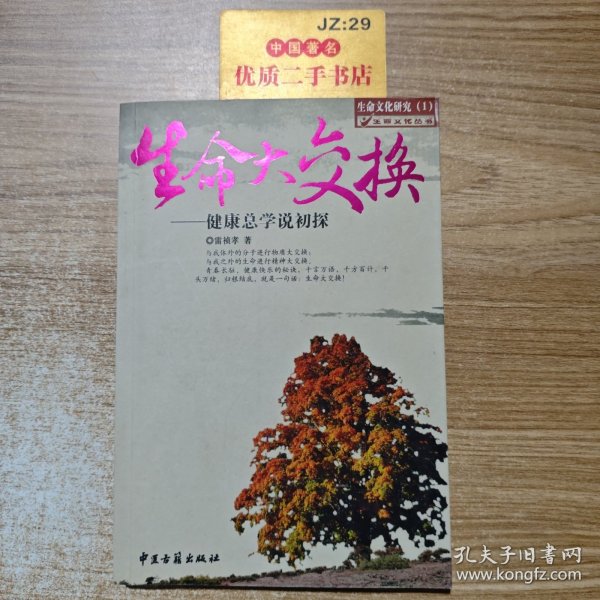 JZ:29
中国著名
优质二手书店
生命文化研究（1）
生命文化丛书
生命大交换
——健康总学说初探
◎雷桢孝 著
与我体外的分子进行物质大交换；
与我之外的生命进行精神大交换。
青春长驻，健康快乐的秘诀，千言万语，千方百计，千
头万绪，归根结底，就是一句话：生命大交换！
中医古籍出版社
孔夫子旧书网
www.kongfz.com